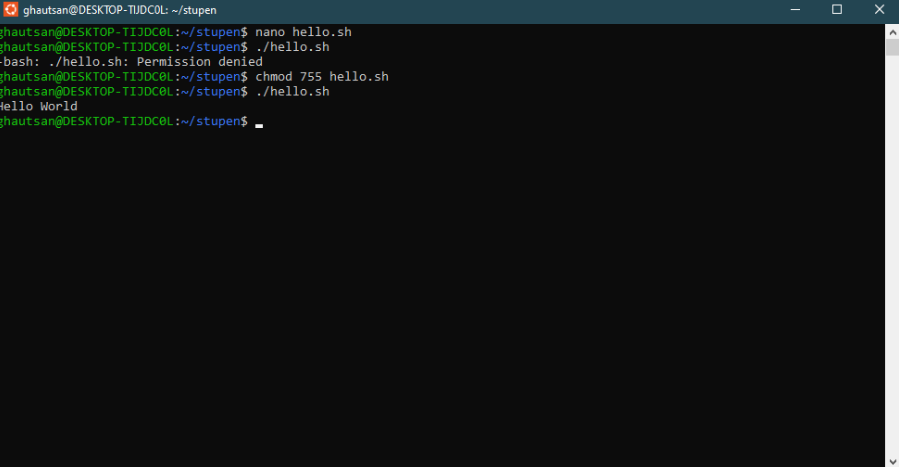 ghautsan@DESKTOP-TIJDC0L: ~/stupen
ghautsan@DESKTOP-TIJDC0L:~/stupen$ nano hello.sh
ghautsan@DESKTOP-TIJDC0L:~/stupen$ ./hello.sh
-bash: ./hello.sh: Permission denied
ghautsan@DESKTOP-TIJDC0L:~/stupen$ chmod 755 hello.sh
ghautsan@DESKTOP-TIJDC0L:~/stupen$ ./hello.sh
Hello World
ghautsan@DESKTOP-TIJDC0L:~/stupen$